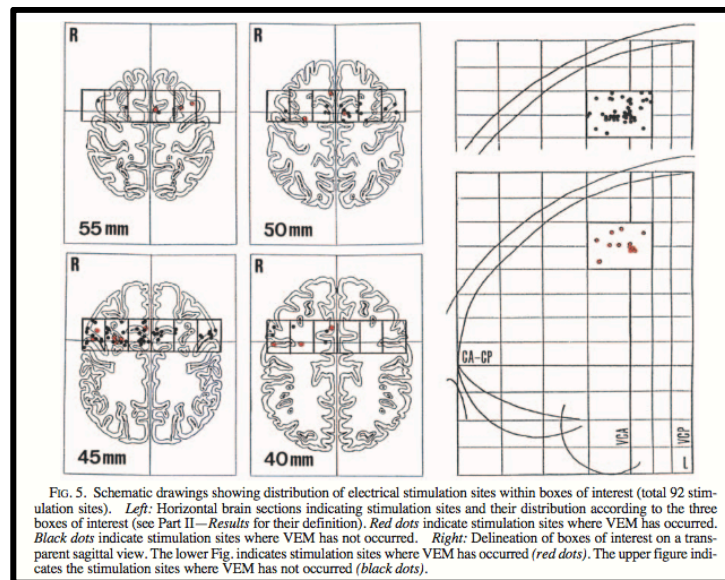 R
55mm
R
50mm
R
45mm
R
40mm
CA-CP
VCA
VCP
L
FIG. 5. Schematic drawings showing distribution of electrical stimulation sites within boxes of interest (total 92 stim-
ulation sites). Left: Horizontal brain sections indicating stimulation sites and their distribution according to the three
boxes of interest (see Part II—Results for their definition). Red dots indicate stimulation sites where VEM has occurred.
Black dots indicate stimulation sites where VEM has not occurred. Right: Delineation of boxes of interest on a trans-
parent sagittal view. The lower Fig. indicates stimulation sites where VEM has occurred (red dots). The upper figure indi-
cates the stimulation sites where VEM has not occurred (black dots).